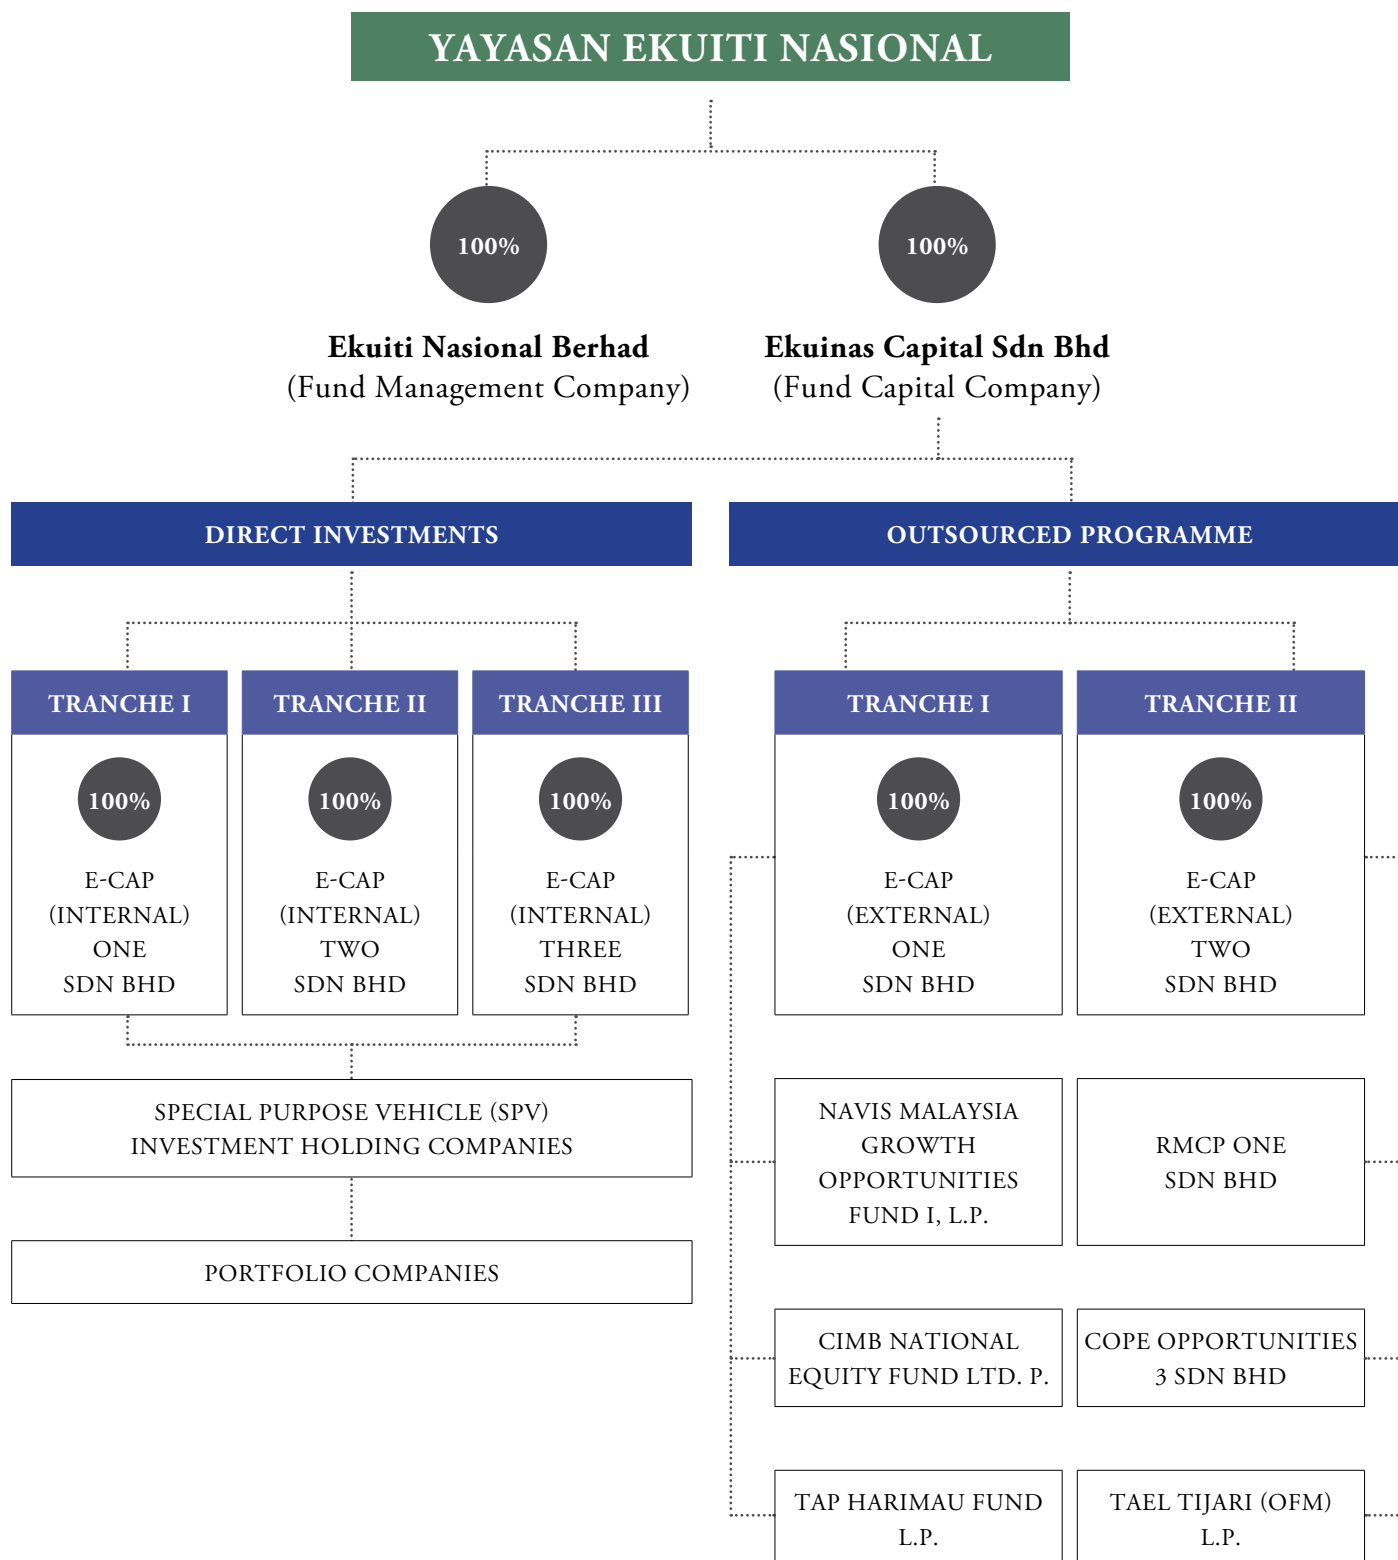 YAYASAN EKUITI NASIONAL
100%
Ekuiti Nasional Berhad
(Fund Management Company)
100%
Ekuinas Capital Sdn Bhd
(Fund Capital Company)
DIRECT INVESTMENTS
TRANCHE I
100%
E-CAP
(INTERNAL)
ONE
SDN BHD
TRANCHE II
100%
E-CAP
(INTERNAL)
TWO
SDN BHD
TRANCHE III
100%
E-CAP
(INTERNAL)
THREE
SDN BHD
SPECIAL PURPOSE VEHICLE (SPV)
INVESTMENT HOLDING COMPANIES
PORTFOLIO COMPANIES
OUTSOURCED PROGRAMME
TRANCHE I
100%
E-CAP
(EXTERNAL)
ONE
SDN BHD
NAVIS MALAYSIA
GROWTH
OPPORTUNITIES
FUND I, L.P.
CIMB NATIONAL
EQUITY FUND LTD. P.
TAP HARIMAU FUND
L.P.
TRANCHE II
100%
E-CAP
(EXTERNAL)
TWO
SDN BHD
RMCP ONE
SDN BHD
COPE OPPORTUNITIES
3 SDN BHD
TAEL TIJARI (OFM)
L.P.